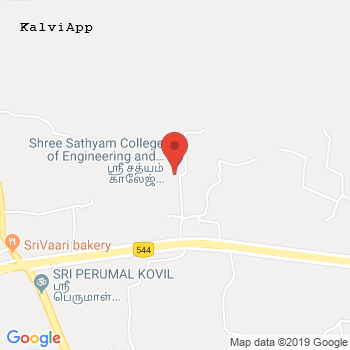 KalviApp
Shree Sathyam College
of Engineering and...
ஸ்ரீ சத்யம்
காலேஜ்...
SriVaari bakery
544
SRI PERUMAL KOVIL
ஸ்ரீ
பெருமாள்...
Google
Map data ©2019 Google